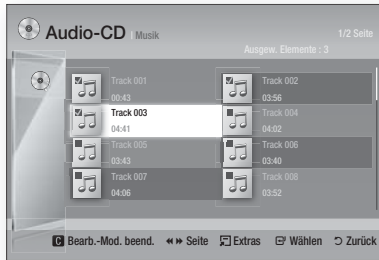 Audio-CD | Musik
1/2 Seite
Ausgew. Elemente : 3
Track 001
00:43
Track 002
03:56
Track 003
04:41
Track 004
04:02
Track 005
03:43
Track 006
03:40
Track 007
04:06
Track 008
03:52
C Bearb.-Mod. beend. Seite Extras Wählen Zurück